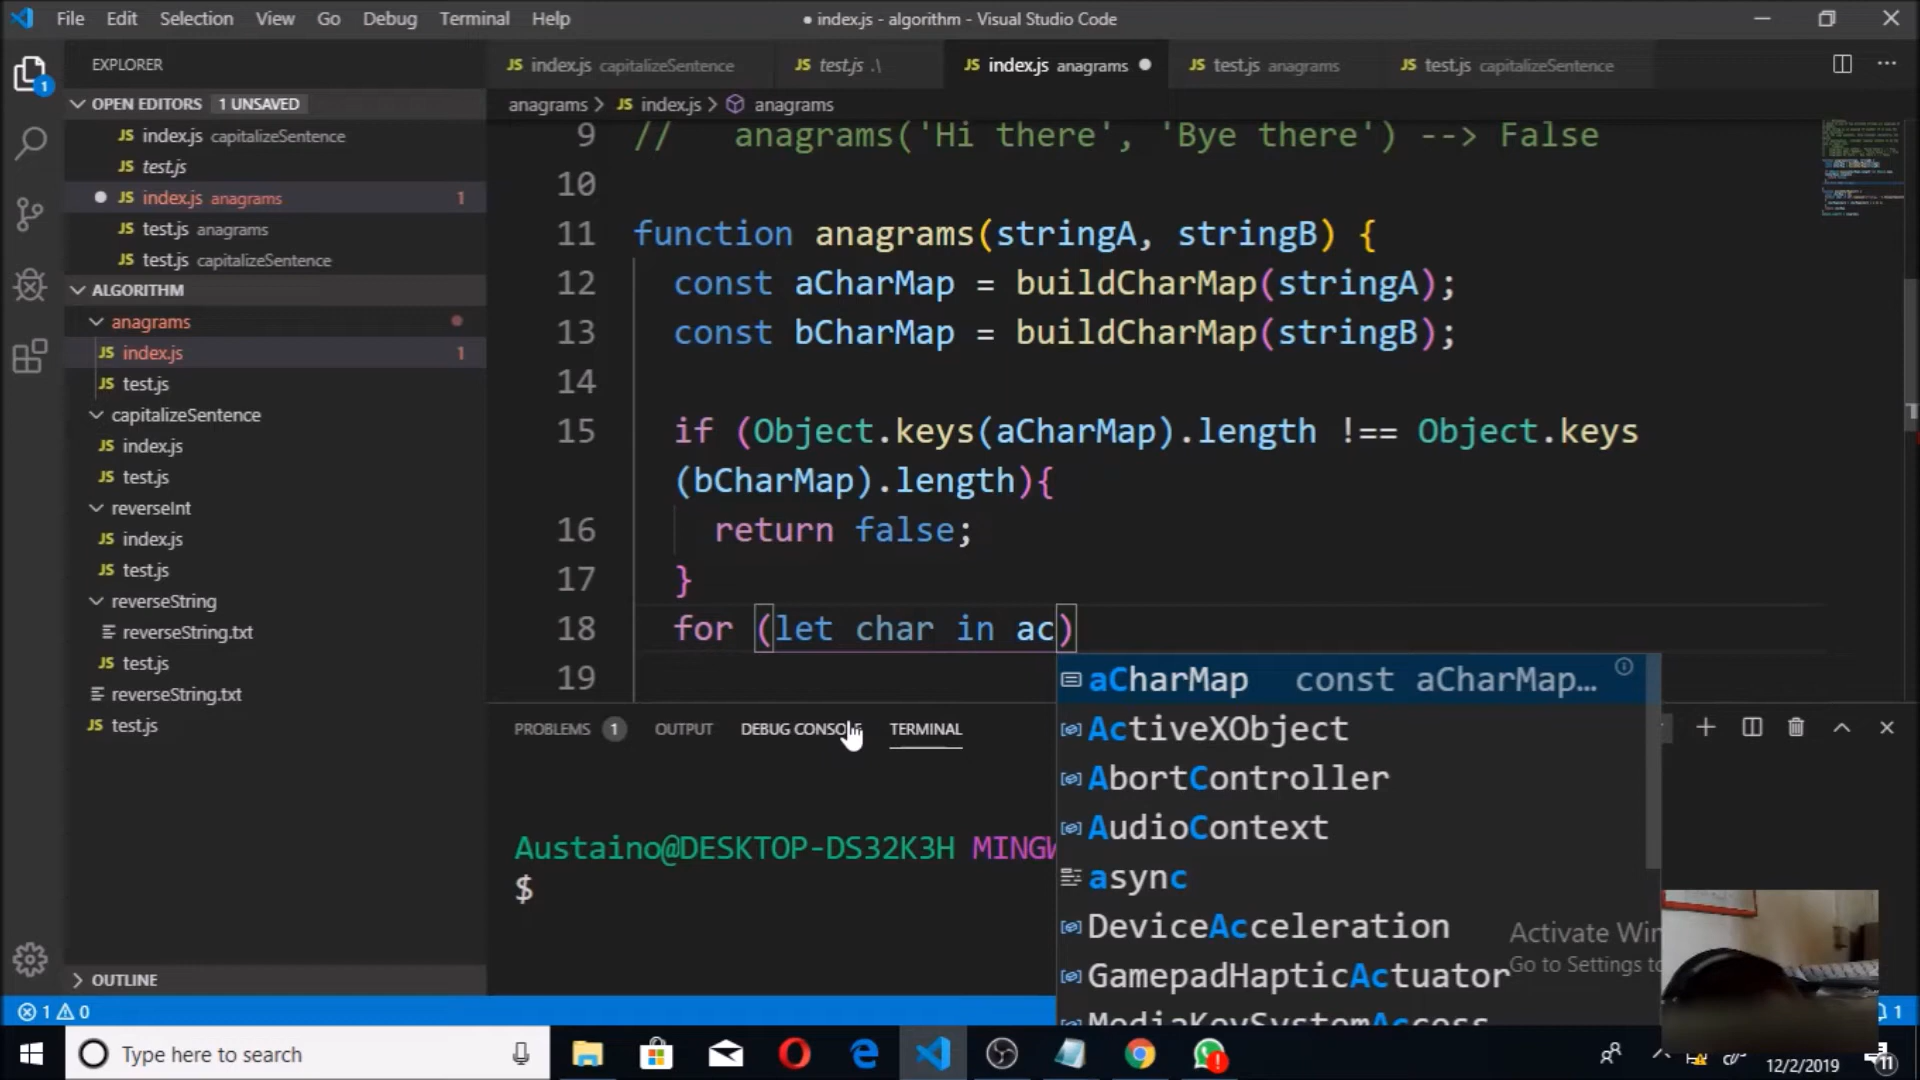 File Edit Selection View Go Debug Terminal Help
● index.js - algorithm - Visual Studio Code
EXPLORER
JS index.js capitalizeSentence
JS test.js .\
JS index.js anagrams ●
JS test.js anagrams
JS test.js capitalizeSentence
OPEN EDITORS 1 UNSAVED
anagrams > JS index.js > anagrams
JS index.js capitalizeSentence
JS test.js
● JS index.js anagrams 1
JS test.js anagrams
JS test.js capitalizeSentence
ALGORITHM
anagrams
JS index.js 1
JS test.js
capitalizeSentence
JS index.js
JS test.js
reverseInt
JS index.js
JS test.js
reverseString
reverseString.txt
JS test.js
reverseString.txt
JS test.js
OUTLINE
9 // anagrams('Hi there', 'Bye there') --> False
10
11 function anagrams(stringA, stringB) {
12 const aCharMap = buildCharMap(stringA);
13 const bCharMap = buildCharMap(stringB);
14
15 if (Object.keys(aCharMap).length !== Object.keys
(bCharMap).length){
16 return false;
17 }
18 for (let char in ac)
19
aCharMap const aCharMap…
ActiveXObject
AbortController
AudioContext
async
DeviceAcceleration
GamepadHapticActuator
MediaKeySystemAccess
PROBLEMS 1 OUTPUT DEBUG CONSOLE TERMINAL
Austaino@DESKTOP-DS32K3H
$
Activate Win
Go to Settings to
1 0
1
Type here to search
12/2/2019
11